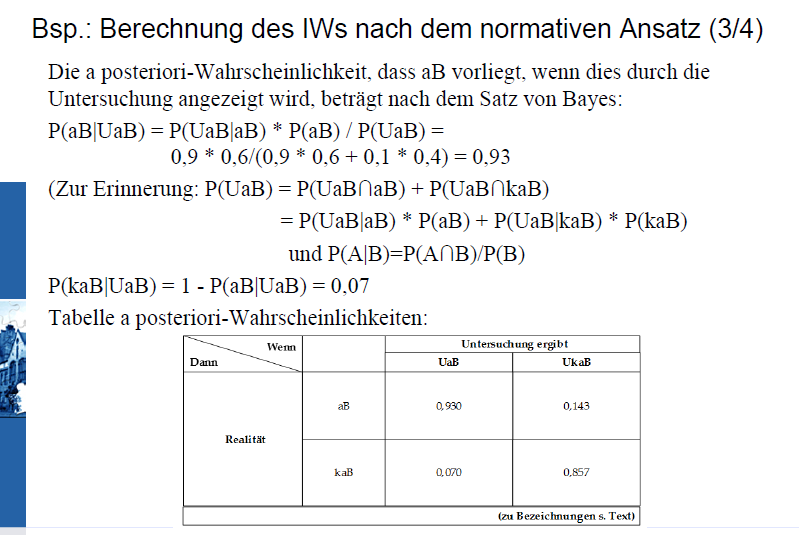 Bsp.: Berechnung des IWs nach dem normativen Ansatz (3/4)
Die a posteriori-Wahrscheinlichkeit, dass aB vorliegt, wenn dies durch die
Untersuchung angezeigt wird, beträgt nach dem Satz von Bayes:
P(aB|UaB) = P(UaB|aB) * P(aB) / P(UaB) =
0,9 * 0,6/(0,9 * 0,6 + 0,1 * 0,4) = 0,93
(Zur Erinnerung: P(UaB) = P(UaB∩aB) + P(UaB∩kaB)
= P(UaB|aB) * P(aB) + P(UaB|kaB) * P(kaB)
und P(A|B)=P(A∩B)/P(B)
P(kaB|UaB) = 1 - P(aB|UaB) = 0,07
Tabelle a posteriori-Wahrscheinlichkeiten:
Wenn
Untersuchung ergibt
Dann
UaB
UkaB
aB
0,930
0,143
Realität
kaB
0,070
0,857
(zu Bezeichnungen s. Text)